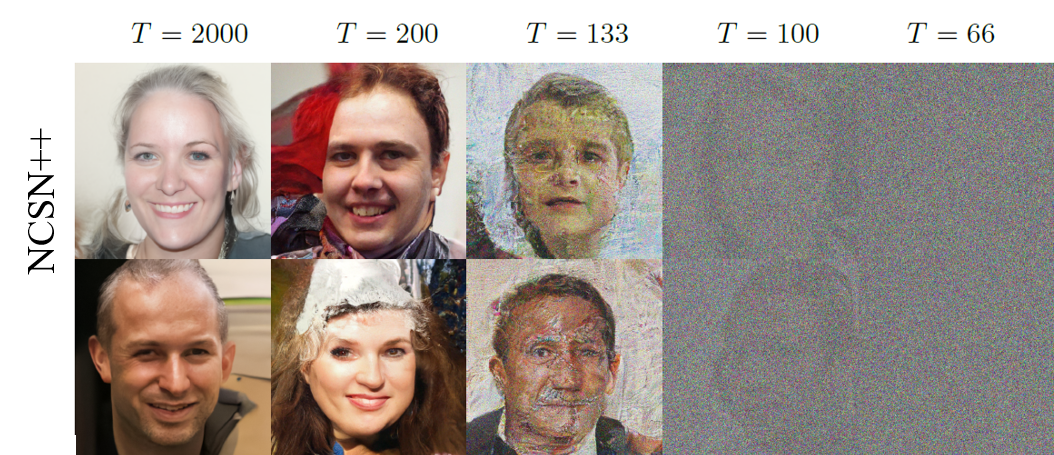 T = 2000
T = 200
T = 133
T = 100
T = 66
NCSN++